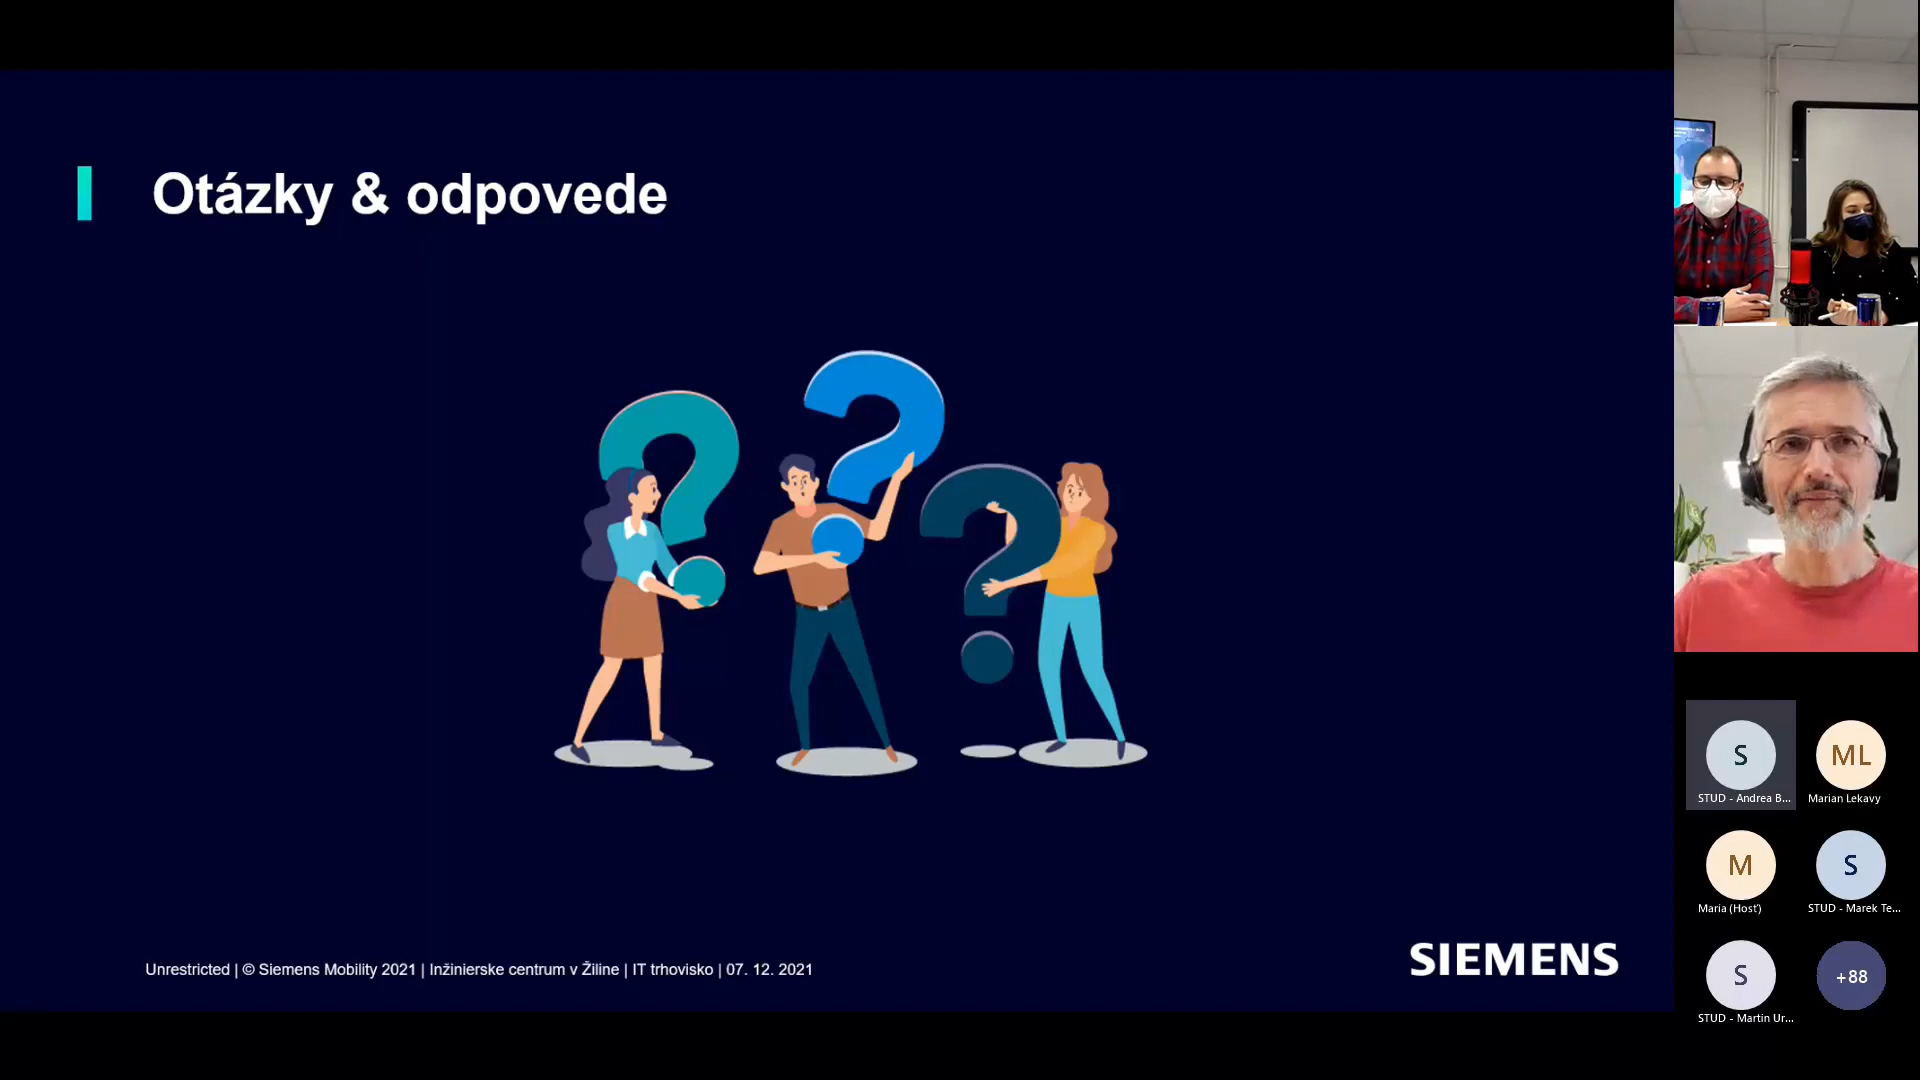 Otázky & odpovede
Unrestricted | © Siemens Mobility 2021 | Inžinierske centrum v Žiline | IT trhovisko | 07. 12. 2021
SIEMENS
S
STUD - Andrea B...
ML
Marian Lekavy
M
Maria (Hosť)
S
STUD - Marek Te...
S
STUD - Martin Ur...
+88